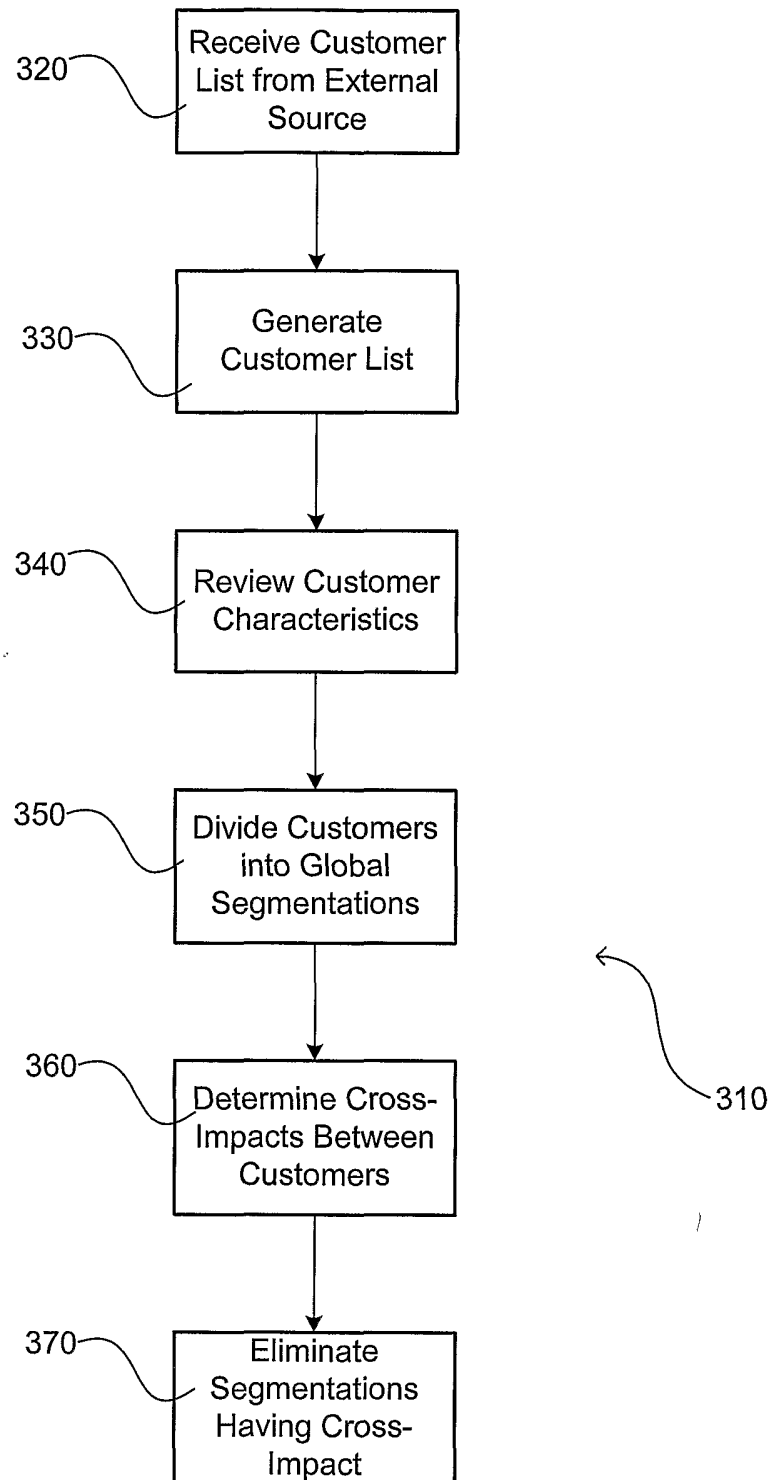 320
Receive Customer
List from External
Source
330
Generate
Customer List
340
Review Customer
Characteristics
350
Divide Customers
into Global
Segmentations
360
Determine Cross-
Impacts Between
Customers
310
370
Eliminate
Segmentations
Having Cross-
Impact